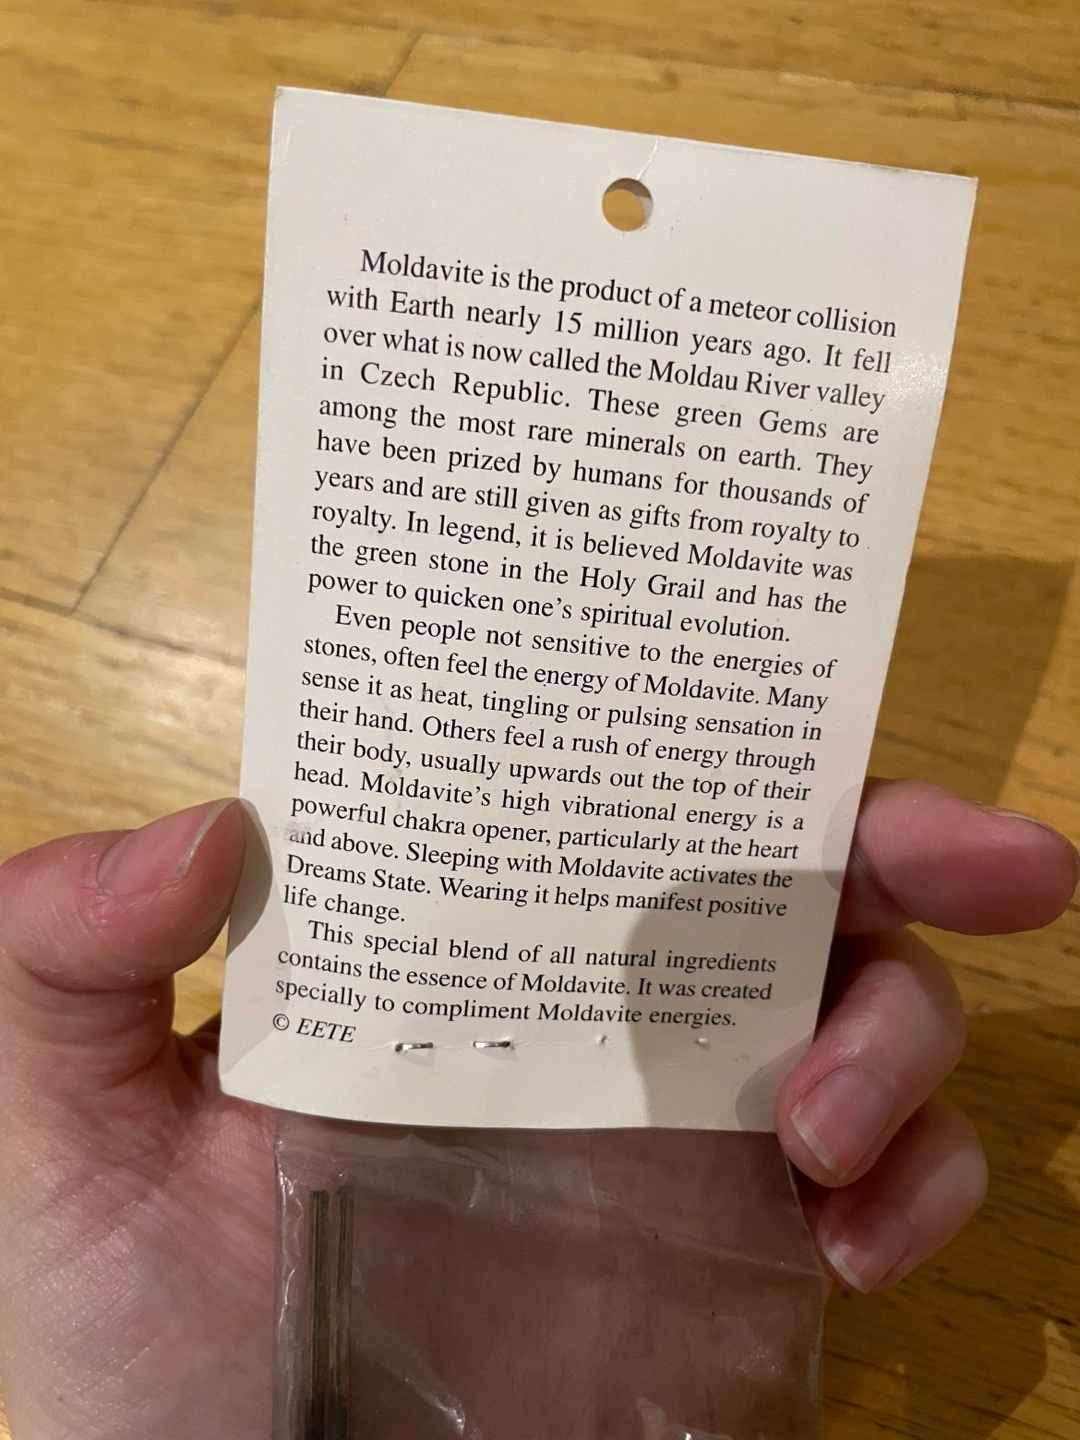 Moldavite is the product of a meteor collision
with Earth nearly 15 million years ago. It fell
over what is now called the Moldau River valley
in Czech Republic. These green Gems are
among the most rare minerals on earth. They
have been prized by humans for thousands of
years and are still given as gifts from royalty to
royalty. In legend, it is believed Moldavite was
the green stone in the Holy Grail and has the
power to quicken one's spiritual evolution.
Even people not sensitive to the energies of
stones, often feel the energy of Moldavite. Many
sense it as heat, tingling or pulsing sensation in
their hand. Others feel a rush of energy through
their body, usually upwards out the top of their
head. Moldavite's high vibrational energy is a
powerful chakra opener, particularly at the heart
and above. Sleeping with Moldavite activates the
Dreams State. Wearing it helps manifest positive
life change.
This special blend of all natural ingredients
contains the essence of Moldavite. It was created
specially to compliment Moldavite energies.
© EETE